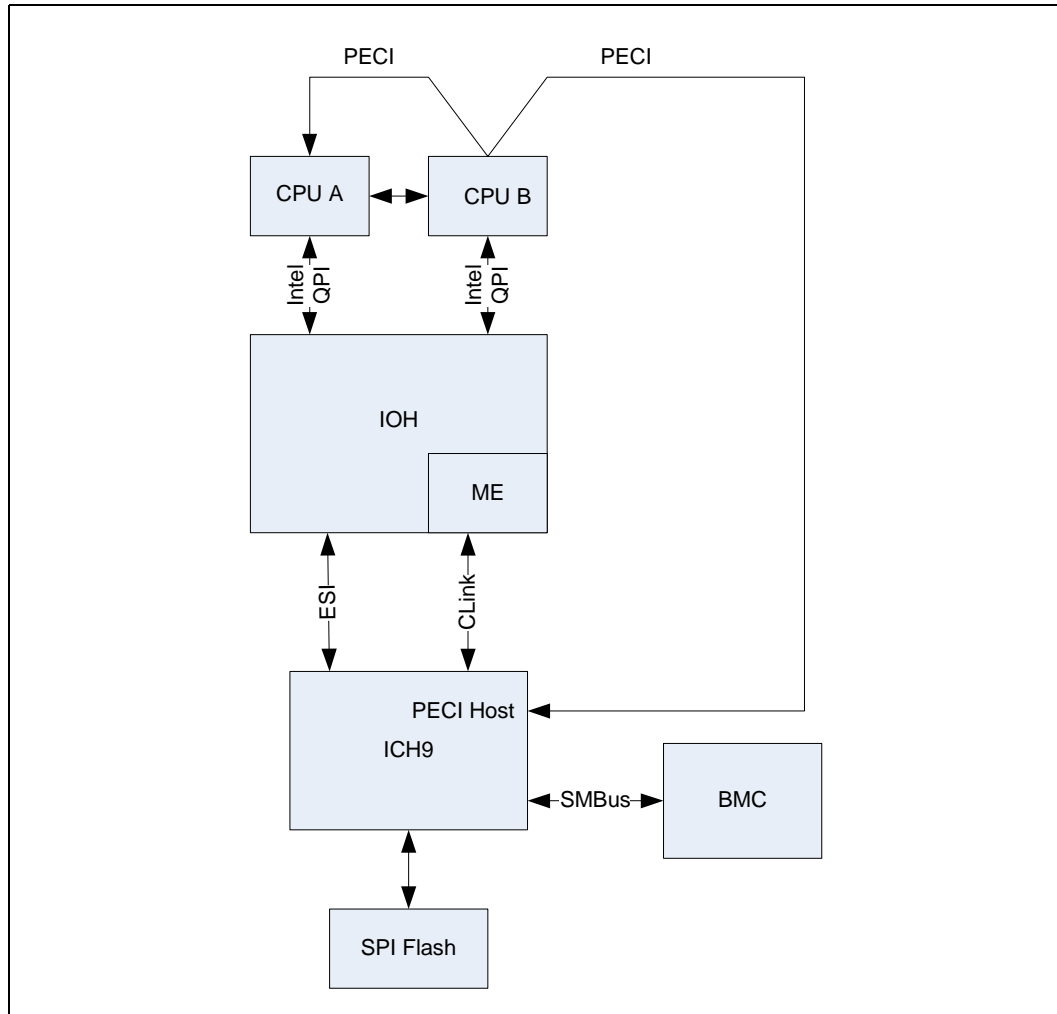 PECI
PECI
CPU A
CPU B
Intel
QPI
Intel
QPI
IOH
ME
ESI
CLink
PECI Host
ICH9
SMBus
BMC
SPI Flash